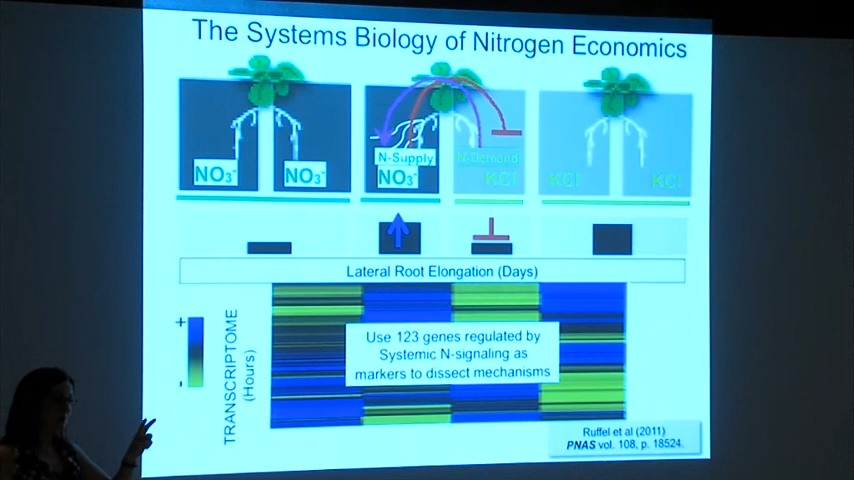 The Systems Biology of Nitrogen Economics
N-Supply
N-Demand
NO3-
NO3-
NO3-
KCl
KCl
KCl
Lateral Root Elongation (Days)
+
-
TRANSCRIPTOME
(Hours)
Use 123 genes regulated by
Systemic N-signaling as
markers to dissect mechanisms
Ruffel et al (2011)
PNAS vol. 108, p. 18524.